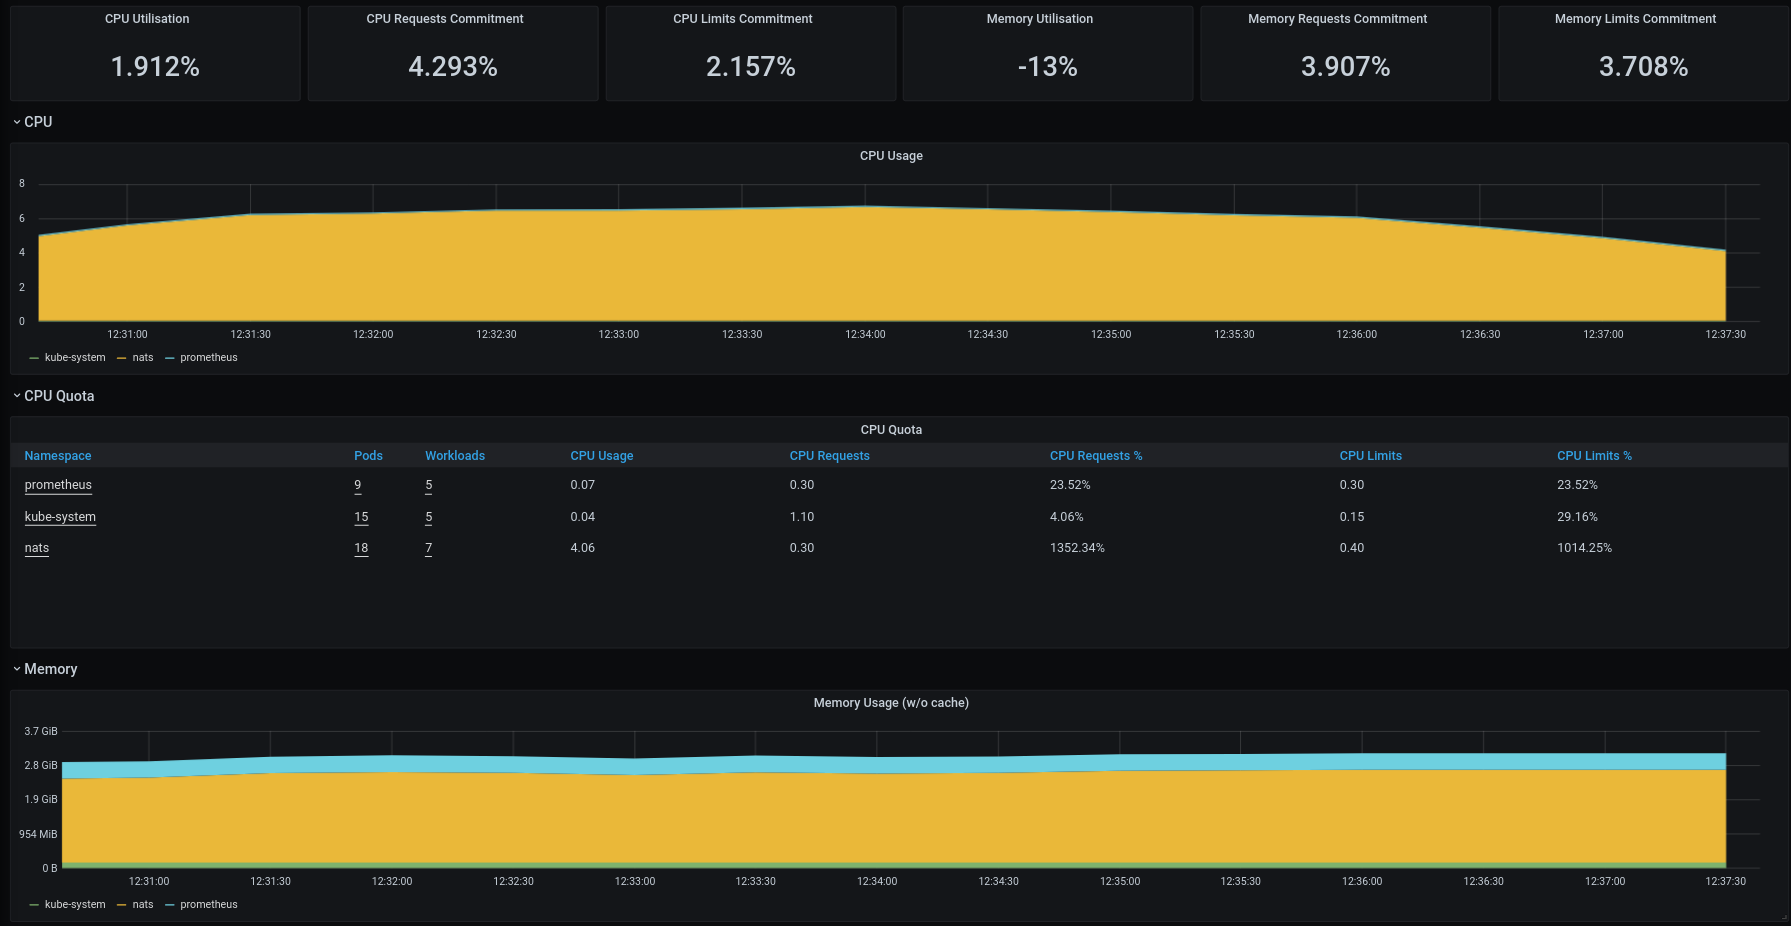 CPU Utilisation CPU Requests Commitment CPU Limits Commitment Memory Utilisation Memory Requests Commitment Memory Limits Commitment
1.912% 4.293% 2.157% -13% 3.907% 3.708%
CPU
CPU Usage
8
6
4
2
0
12:31:00 12:31:30 12:32:00 12:32:30 12:33:00 12:33:30 12:34:00 12:34:30 12:35:00 12:35:30 12:36:00 12:36:30 12:37:00 12:37:30
kube-system nats prometheus
CPU Quota
CPU Quota
Namespace Pods Workloads CPU Usage CPU Requests CPU Requests % CPU Limits CPU Limits %
prometheus 9 5 0.07 0.30 23.52% 0.30 23.52%
kube-system 15 5 0.04 1.10 4.06% 0.15 29.16%
nats 18 7 4.06 0.30 1352.34% 0.40 1014.25%
Memory
Memory Usage (w/o cache)
3.7 GiB
2.8 GiB
1.9 GiB
954 MiB
0 B
12:31:00 12:31:30 12:32:00 12:32:30 12:33:00 12:33:30 12:34:00 12:34:30 12:35:00 12:35:30 12:36:00 12:36:30 12:37:00 12:37:30
kube-system nats prometheus